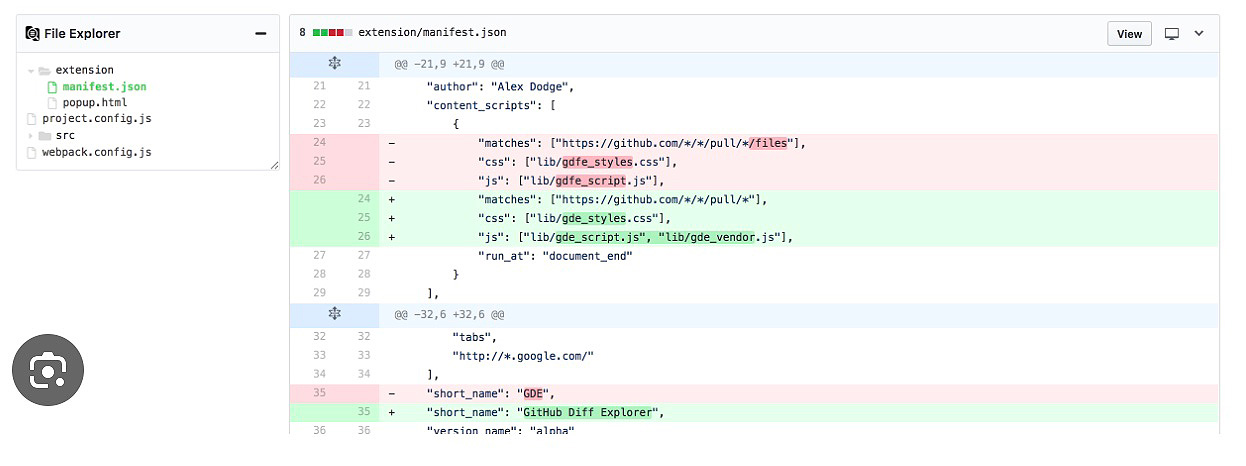 File Explorer
extension
manifest.json
popup.html
project.config.js
src
webpack.config.js
8 extension/manifest.json View
@@ -21,9 +21,9 @@
21 21 "author": "Alex Dodge",
22 22 "content_scripts": [
23 23 {
24 - "matches": ["https://github.com/*/*/pull/*/files"],
25 - "css": ["lib/gdfe_styles.css"],
26 - "js": ["lib/gdfe_script.js"],
24 + "matches": ["https://github.com/*/*/pull/*"],
25 + "css": ["lib/gde_styles.css"],
26 + "js": ["lib/gde_script.js", "lib/gde_vendor.js"],
27 27 "run_at": "document_end"
28 28 }
29 29 ],
@@ -32,6 +32,6 @@
32 32 "tabs",
33 33 "http://*.google.com/"
34 34 ],
35 - "short_name": "GDE",
35 + "short_name": "GitHub Diff Explorer",
36 36 "version_name": "alpha"